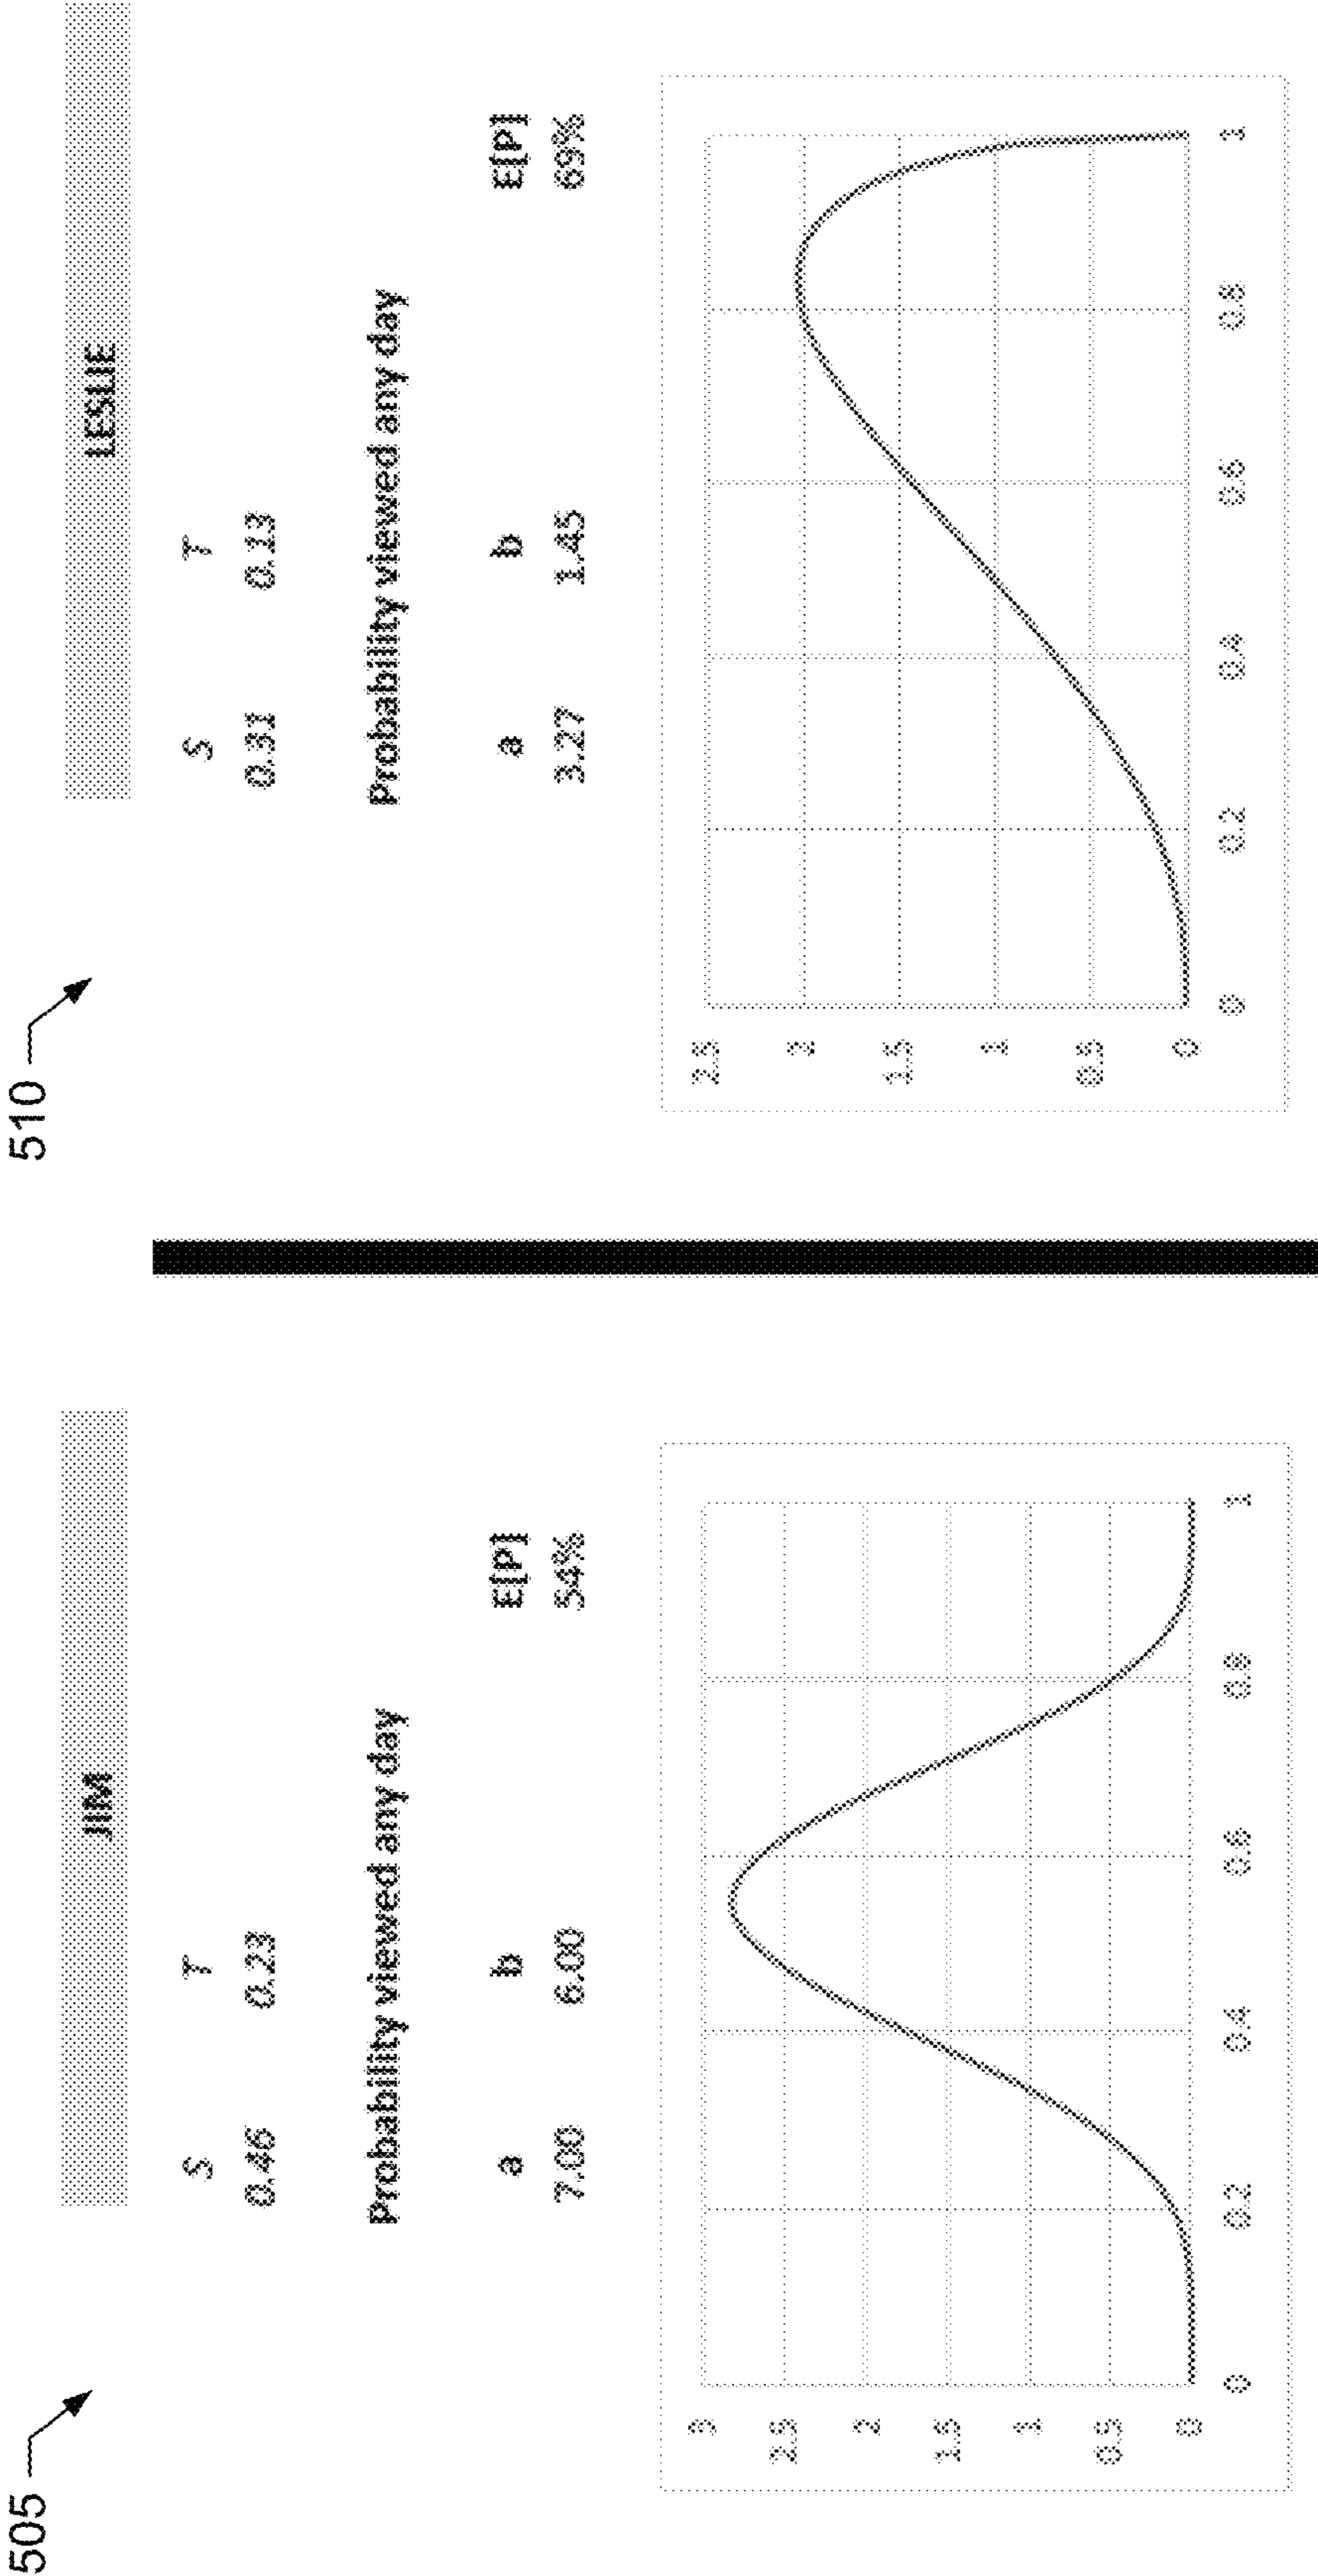 505
JIM
S T
0.46 0.23
Probability viewed any day
a b E[P]
7.00 6.00 54%
3
2.5
2
1.5
1
0.5
0
0 0.2 0.4 0.6 0.8 1
510
LESLIE
S T
0.31 0.13
Probability viewed any day
a b E[P]
3.27 1.45 69%
2.5
2
1.5
1
0.5
0
0 0.2 0.4 0.6 0.8 1